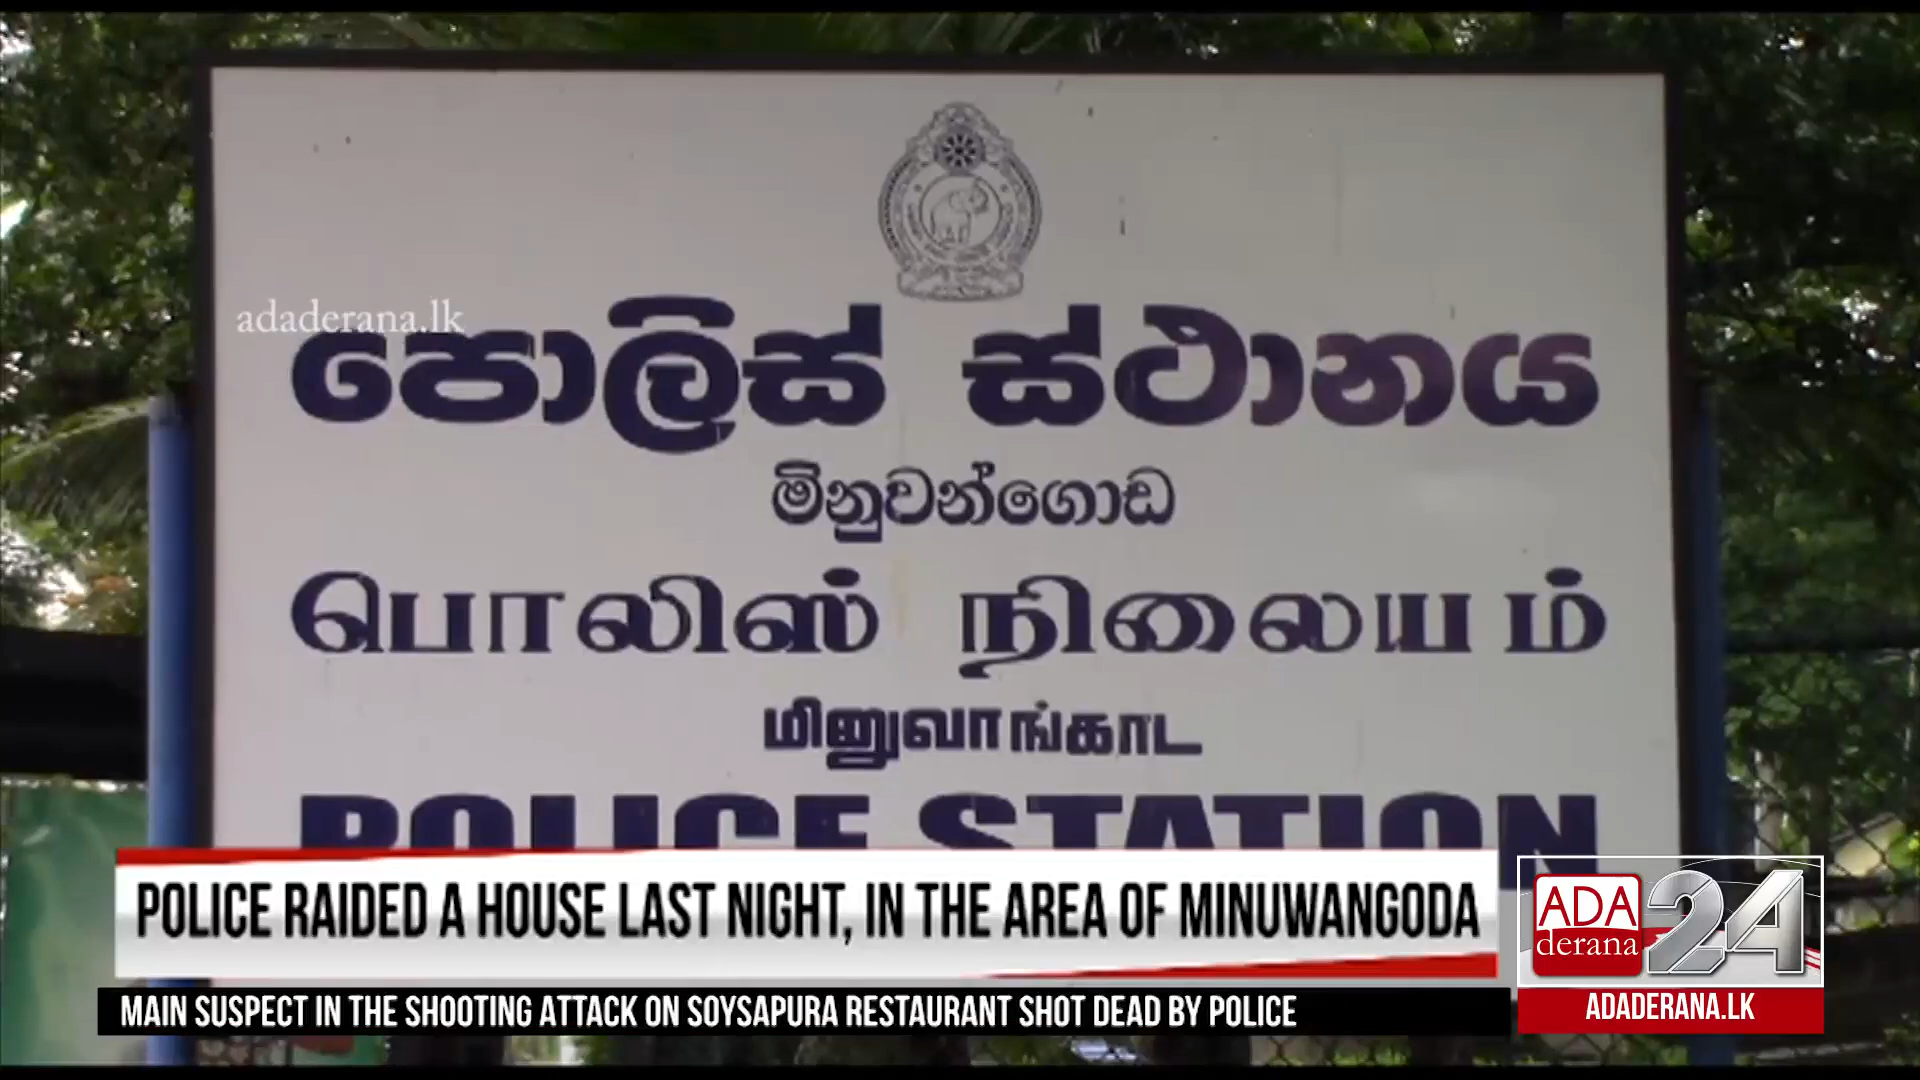 adaderana.lk
පොලිස් ස්ථානය
මිනුවන්ගොඩ
பொலிஸ் நிலையம்
மினுவாங்காட
POLICE STATION
POLICE RAIDED A HOUSE LAST NIGHT, IN THE AREA OF MINUWANGODA
ADA
derana
24
MAIN SUSPECT IN THE SHOOTING ATTACK ON SOYSAPURA RESTAURANT SHOT DEAD BY POLICE
ADADERANA.LK